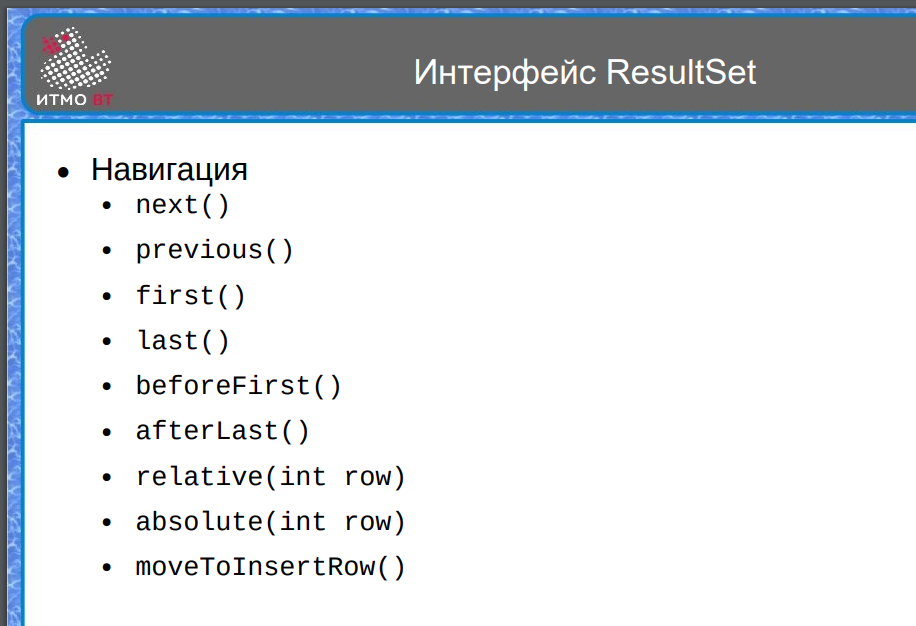 ИТМО ВТ
Интерфейс ResultSet
• Навигация
• next()
• previous()
• first()
• last()
• beforeFirst()
• afterLast()
• relative(int row)
• absolute(int row)
• moveToInsertRow()